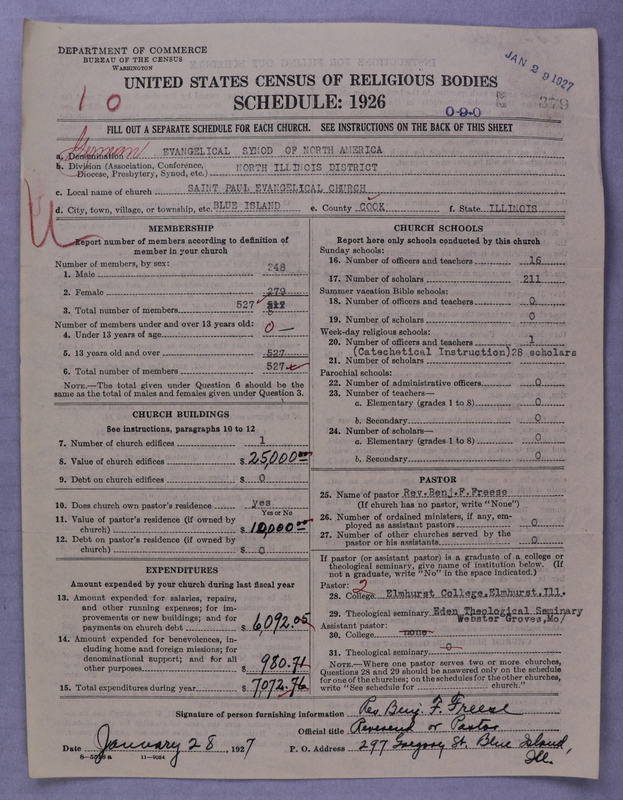 DEPARTMENT OF COMMERCE
BUREAU OF THE CENSUS
WASHINGTON
JAN 29 1927
UNITED STATES CENSUS OF RELIGIOUS BODIES
SCHEDULE: 1926
10
090
379
FILL OUT A SEPARATE SCHEDULE FOR EACH CHURCH. SEE INSTRUCTIONS ON THE BACK OF THIS SHEET
German
a. Denomination EVANGELICAL SYNOD OF NORTH AMERICA
b. Division (Association, Conference, Diocese, Presbytery, Synod, etc.) NORTH ILLINOIS DISTRICT
c. Local name of church SAINT PAUL EVANGELICAL CHURCH
d. City, town, village, or township, etc. BLUE ISLAND e. County COOK f. State ILLINOIS
MEMBERSHIP
Report number of members according to definition of
member in your church
Number of members, by sex:
1. Male 248
2. Female 279
3. Total number of members 527
Number of members under and over 13 years old:
4. Under 13 years of age 0
5. 13 years old and over 527
6. Total number of members 527
NOTE.—The total given under Question 6 should be the
same as the total of males and females given under Question 3.
CHURCH BUILDINGS
See instructions, paragraphs 10 to 12
7. Number of church edifices 1
8. Value of church edifices $ 25,000.00
9. Debt on church edifices $ 0
10. Does church own pastor's residence yes
Yes or No
11. Value of pastor's residence (if owned by
church) $ 10,000.00
12. Debt on pastor's residence (if owned by
church) $ 0
EXPENDITURES
Amount expended by your church during last fiscal year
13. Amount expended for salaries, repairs,
and other running expenses; for im-
provements or new buildings; and for
payments on church debt $ 6,092.05
14. Amount expended for benevolences, in-
cluding home and foreign missions; for
denominational support; and for all
other purposes $ 980.71
15. Total expenditures during year $ 7072.76
CHURCH SCHOOLS
Report here only schools conducted by this church
Sunday schools:
16. Number of officers and teachers 16
17. Number of scholars 211
Summer vacation Bible schools:
18. Number of officers and teachers 0
19. Number of scholars 0
Week-day religious schools:
20. Number of officers and teachers 1
(Catechetical Instruction) 28 scholars
21. Number of scholars
Parochial schools:
22. Number of administrative officers 0
23. Number of teachers—
a. Elementary (grades 1 to 8) 0
b. Secondary 0
24. Number of scholars—
a. Elementary (grades 1 to 8) 0
b. Secondary 0
PASTOR
25. Name of pastor Rev.Benj.F.Freese
(If church has no pastor, write "None")
26. Number of ordained ministers, if any, em-
ployed as assistant pastors 0
27. Number of other churches served by the
pastor or his assistants 0
If pastor (or assistant pastor) is a graduate of a college or
theological seminary, give name of institution below. (If
not a graduate, write "No" in the space indicated.)
Pastor: 2
28. College Elmhurst College,Elmhurst,Ill.
29. Theological seminary Eden Theological Seminary
Webster Groves,Mo/
Assistant pastor:
30. College none
31. Theological seminary 0
NOTE.—Where one pastor serves two or more churches,
Questions 28 and 29 should be answered only on the schedule
for one of the churches; on the schedules for the other churches,
write "See schedule for church."
Signature of person furnishing information Rev Benj. F. Freese
Official title Reverend or Pastor
Date January 28, 1927 P. O. Address 297 Gregory St. Blue Island,
Ill.
11—9284